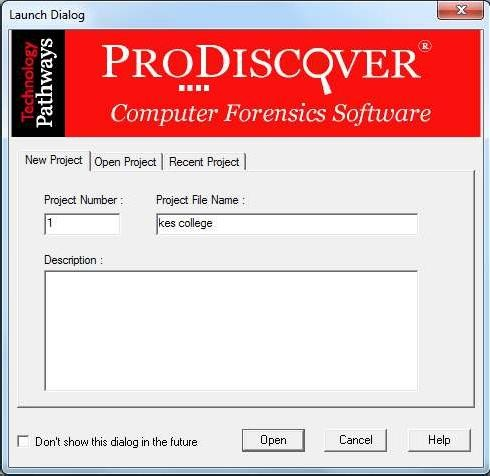 Launch Dialog
Technology
Pathways
PRODISCOVER®
Computer Forensics Software
New Project
Open Project
Recent Project
Project Number :
Project File Name :
1
kes college
Description :
Don't show this dialog in the future
Open
Cancel
Help